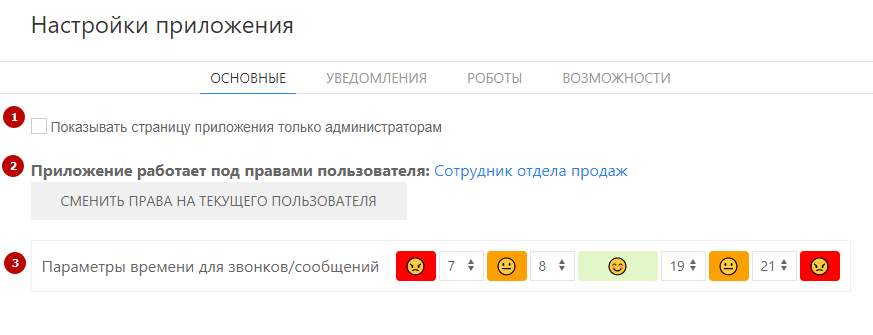 Настройки приложения
ОСНОВНЫЕ УВЕДОМЛЕНИЯ РОБОТЫ ВОЗМОЖНОСТИ
1 Показывать страницу приложения только администраторам
2 Приложение работает под правами пользователя: Сотрудник отдела продаж
СМЕНИТЬ ПРАВА НА ТЕКУЩЕГО ПОЛЬЗОВАТЕЛЯ
3 Параметры времени для звонков/сообщений 7 8 19 21